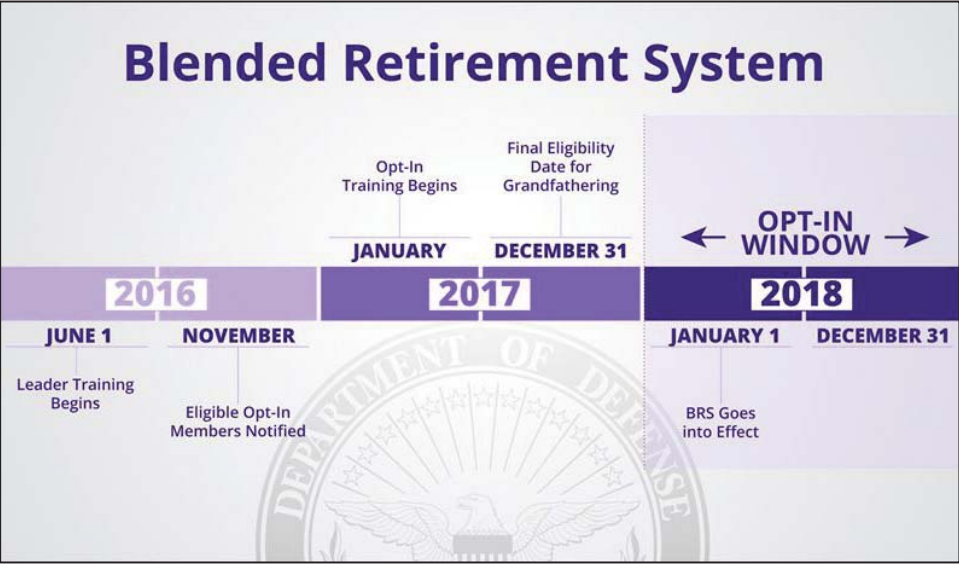 Blended Retirement System
Opt-In
Training Begins
Final Eligibility
Date for
Grandfathering
OPT-IN
WINDOW
JANUARY
DECEMBER 31
2016
2017
2018
JUNE 1
NOVEMBER
JANUARY 1
DECEMBER 31
Leader Training
Begins
Eligible Opt-In
Members Notified
BRS Goes
into Effect
DEPARTMENT OF DEFENSE